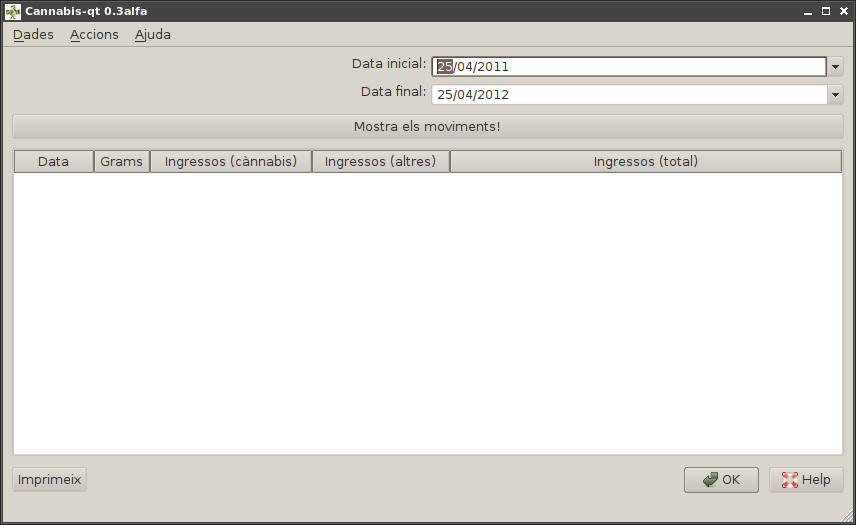 Cannabis-qt 0.3alfa
Dades Accions Ajuda
Data inicial: 25/04/2011
Data final: 25/04/2012
Mostra els moviments!
Data Grams Ingressos (cànnabis) Ingressos (altres) Ingressos (total)
Imprimeix OK Help